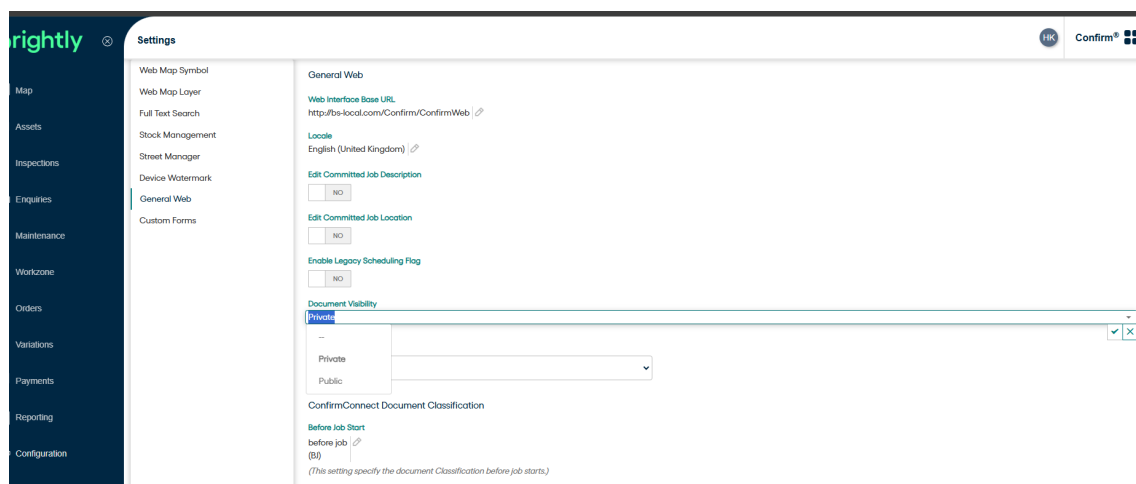 rightly
Settings
HK
Confirm®
Map
Assets
Inspections
Enquiries
Maintenance
Workzone
Orders
Variations
Payments
Reporting
Configuration
Web Map Symbol
Web Map Layer
Full Text Search
Stock Management
Street Manager
Device Watermark
General Web
Custom Forms
General Web
Web Interface Base URL
http://bs-local.com/Confirm/ConfirmWeb
Locale
English (United Kingdom)
Edit Committed Job Description
NO
Edit Committed Job Location
NO
Enable Legacy Scheduling Flag
NO
Document Visibility
Private
--
Private
Public
ConfirmConnect Document Classification
Before Job Start
before job
(BJ)
(This setting specify the document Classification before job starts.)